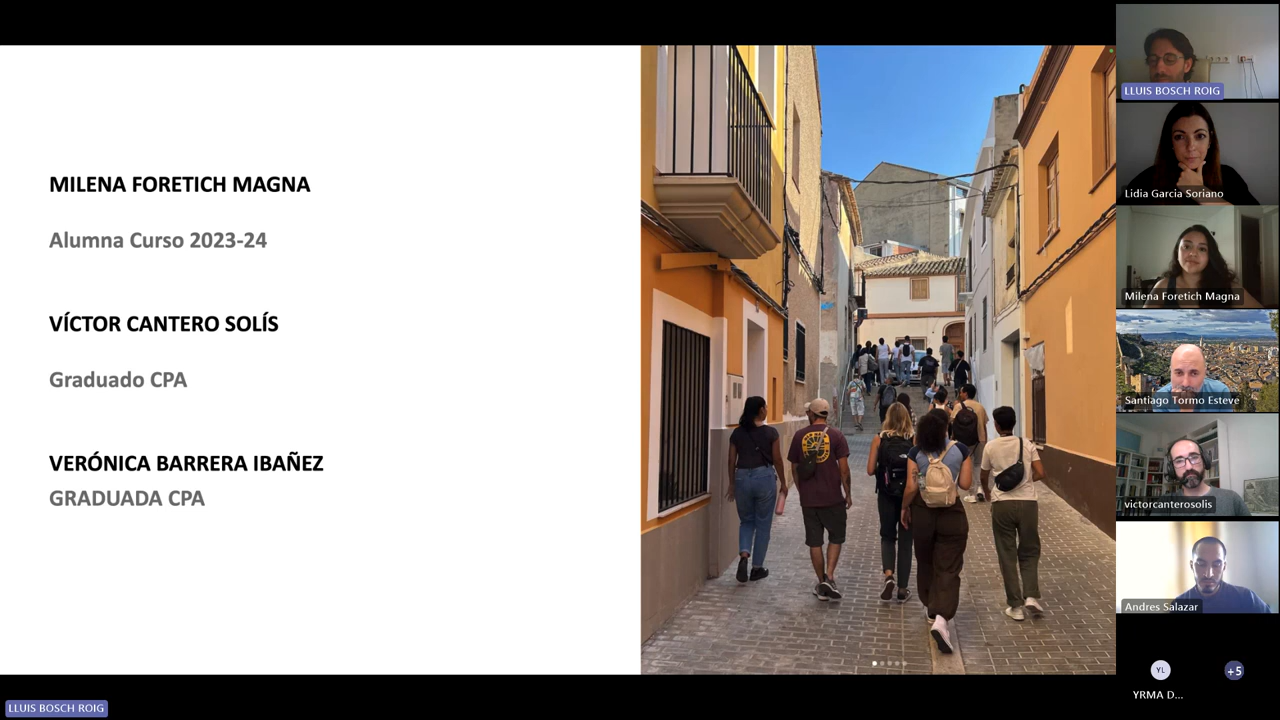 MILENA FORETICH MAGNA
Alumna Curso 2023-24
VÍCTOR CANTERO SOLÍS
Graduado CPA
VERÓNICA BARRERA IBAÑEZ
GRADUADA CPA
LLUIS BOSCH ROIG
Lidia Garcia Soriano
Milena Foretich Magna
Santiago Tormo Esteve
victorcanterosolis
Andres Salazar
YL
+5
YRMA D...
LLUIS BOSCH ROIG